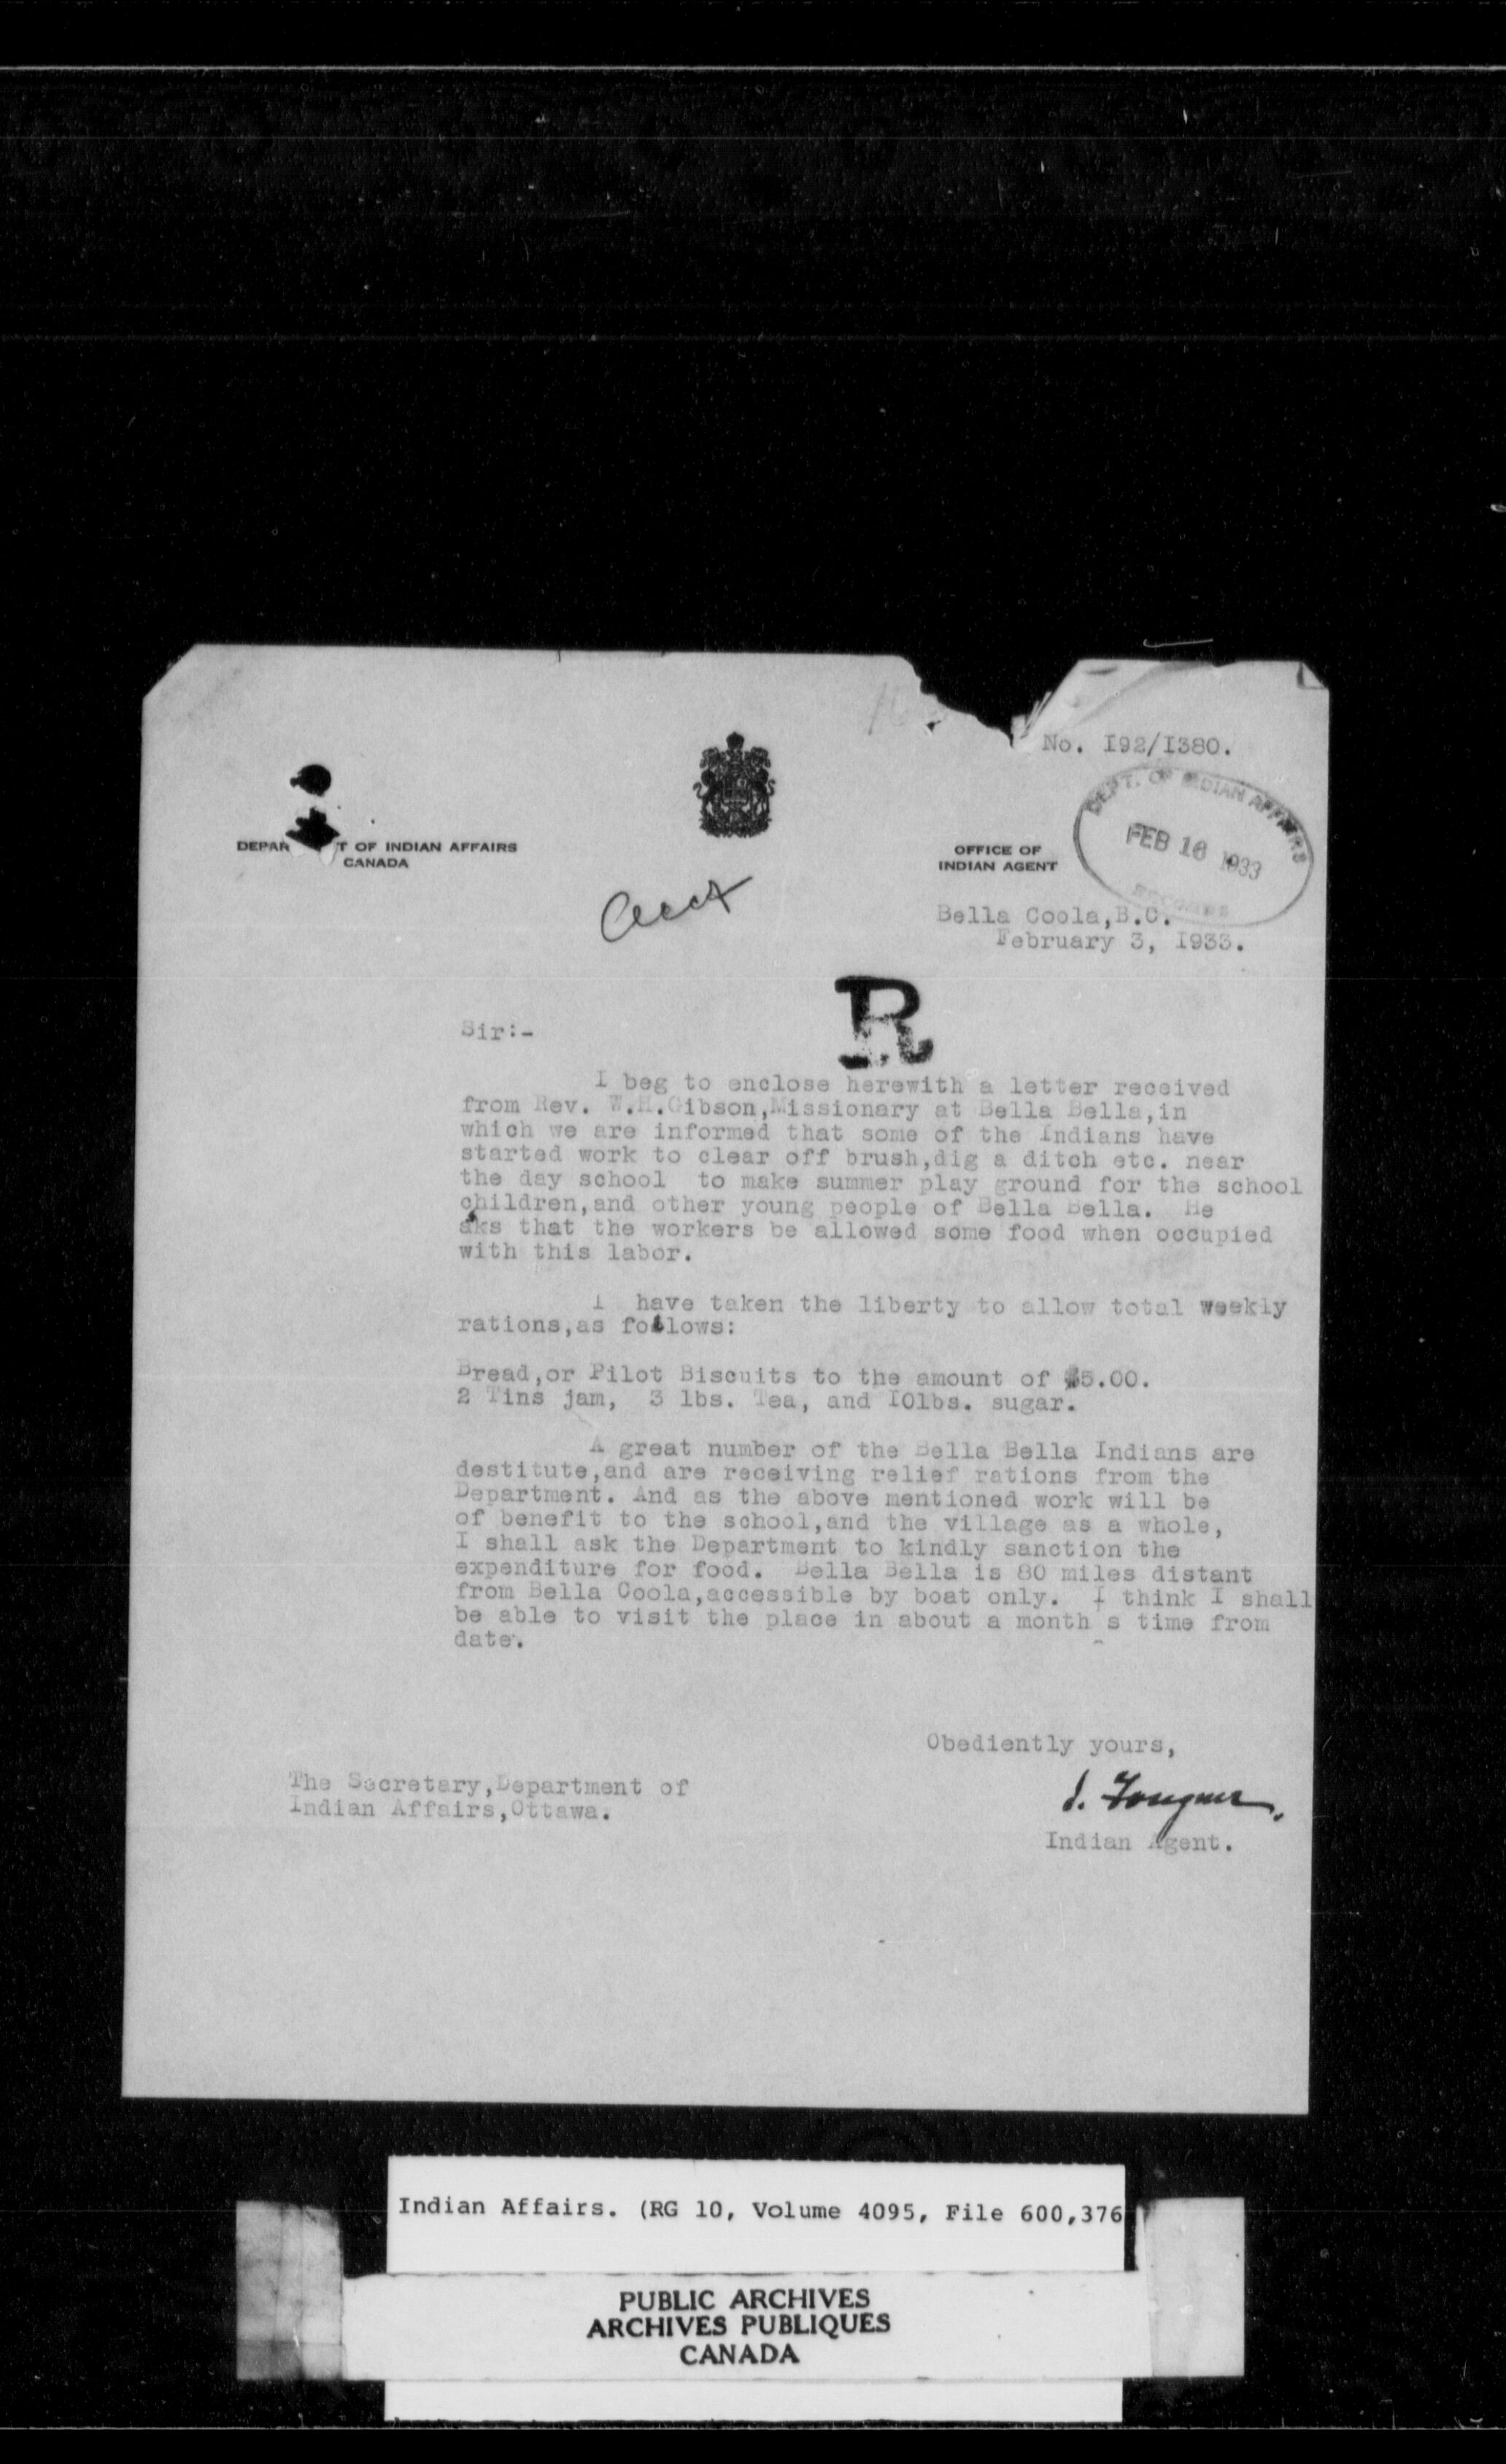 No. I92/I380.
DEPT. OF INDIAN AFFAIRS
FEB 16 1933
DEPAR T OF INDIAN AFFAIRS
CANADA
OFFICE OF
INDIAN AGENT
Bella Coola,B.C.
February 3, I933.
R
Sir:-
I beg to enclose herewith a letter received
from Rev. W.H.Gibson,Missionary at Bella Bella,in
which we are informed that some of the Indians have
started work to clear off brush,dig a ditch etc. near
the day school to make summer play ground for the school
children,and other young people of Bella Bella. He
aks that the workers be allowed some food when occupied
with this labor.
I have taken the liberty to allow total weekly
rations,as follows:
Bread,or Pilot Biscuits to the amount of $5.00.
2 Tins jam, 3 lbs. Tea, and IOlbs. sugar.
A great number of the Bella Bella Indians are
destitute,and are receiving relief rations from the
Department. And as the above mentioned work will be
of benefit to the school,and the village as a whole,
I shall ask the Department to kindly sanction the
expenditure for food. Bella Bella is 80 miles distant
from Bella Coola,accessible by boat only. I think I shall
be able to visit the place in about a month s time from
date.
Obediently yours,
The Secretary,Department of
Indian Affairs,Ottawa.
Indian Agent.
Indian Affairs. (RG 10, Volume 4095, File 600,376
PUBLIC ARCHIVES
ARCHIVES PUBLIQUES
CANADA